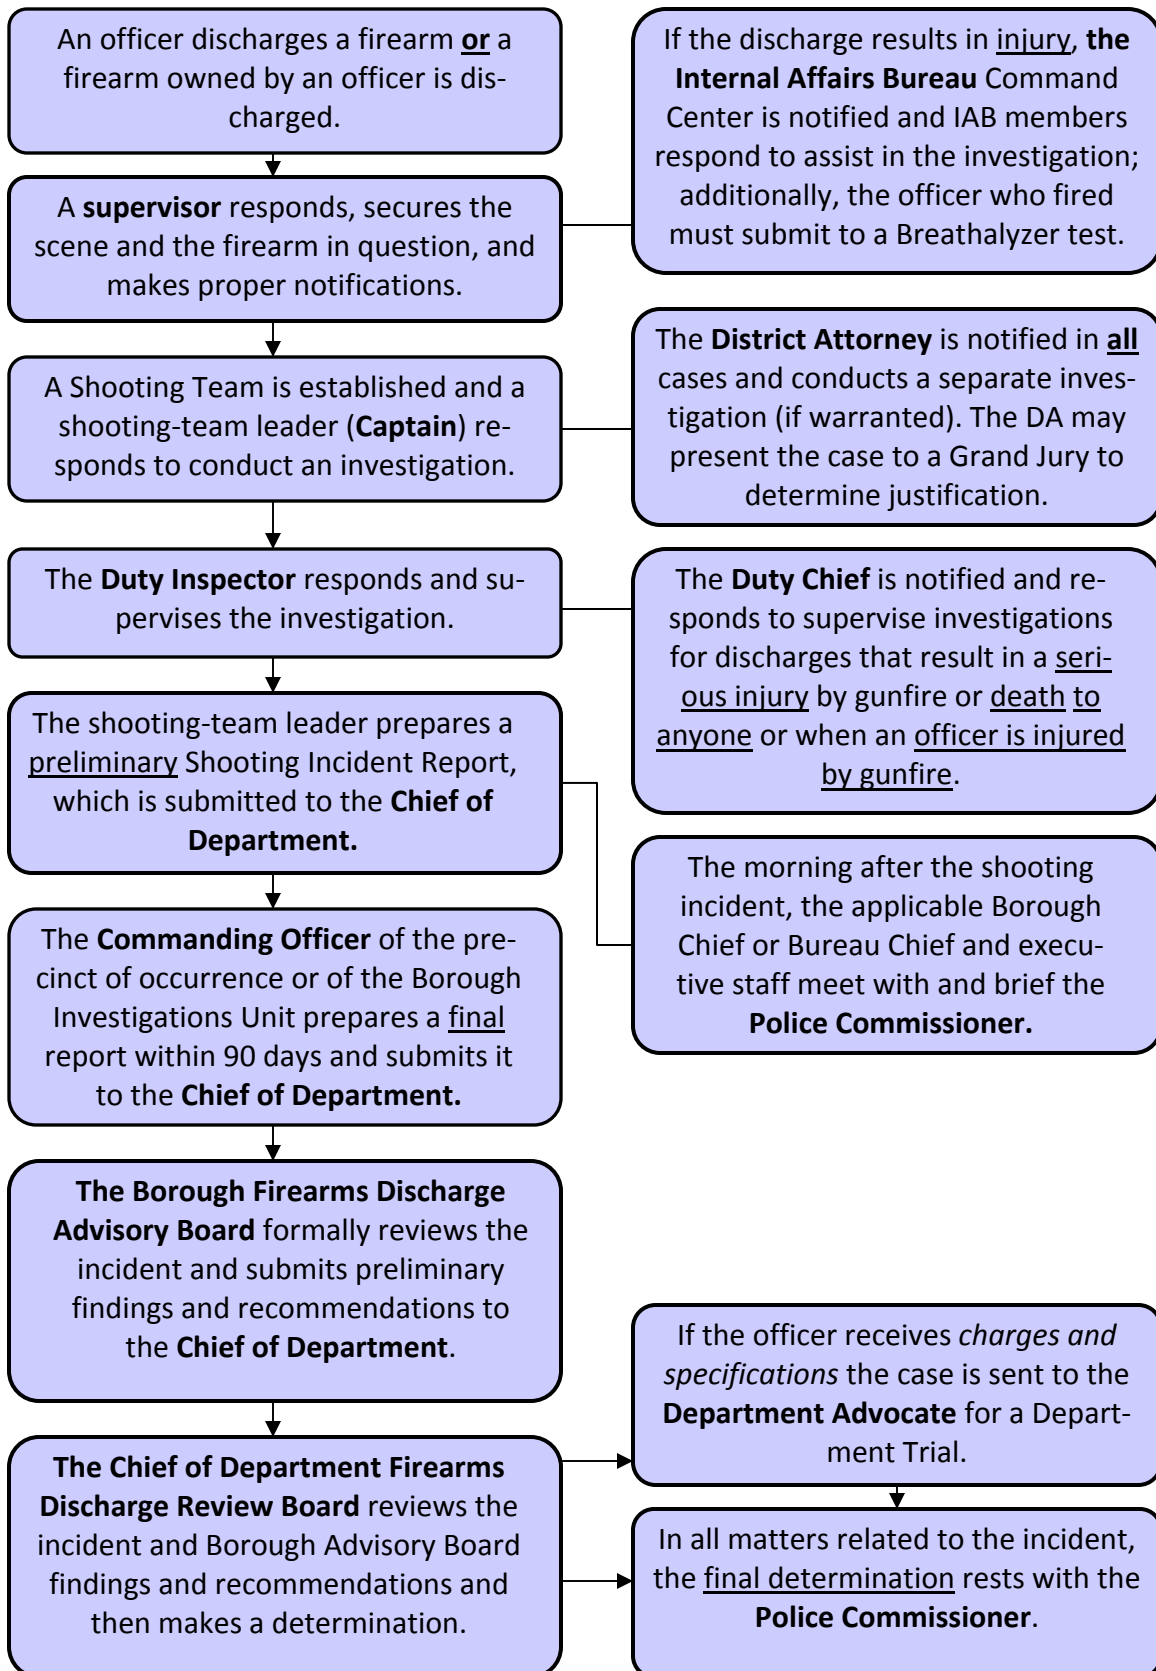 An officer discharges a firearm or a
firearm owned by an officer is dis-
charged.
If the discharge results in injury, the
Internal Affairs Bureau Command
Center is notified and IAB members
respond to assist in the investigation;
additionally, the officer who fired
must submit to a Breathalyzer test.
A supervisor responds, secures the
scene and the firearm in question, and
makes proper notifications.
A Shooting Team is established and a
shooting-team leader (Captain) re-
sponds to conduct an investigation.
The District Attorney is notified in all
cases and conducts a separate inves-
tigation (if warranted). The DA may
present the case to a Grand Jury to
determine justification.
The Duty Inspector responds and su-
pervises the investigation.
The Duty Chief is notified and re-
sponds to supervise investigations
for discharges that result in a seri-
ous injury by gunfire or death to
anyone or when an officer is injured
by gunfire.
The shooting-team leader prepares a
preliminary Shooting Incident Report,
which is submitted to the Chief of
Department.
The morning after the shooting
incident, the applicable Borough
Chief or Bureau Chief and execu-
tive staff meet with and brief the
Police Commissioner.
The Commanding Officer of the pre-
cinct of occurrence or of the Borough
Investigations Unit prepares a final
report within 90 days and submits it
to the Chief of Department.
The Borough Firearms Discharge
Advisory Board formally reviews the
incident and submits preliminary
findings and recommendations to
the Chief of Department.
The Chief of Department Firearms
Discharge Review Board reviews the
incident and Borough Advisory Board
findings and recommendations and
then makes a determination.
If the officer receives charges and
specifications the case is sent to the
Department Advocate for a Depart-
ment Trial.
In all matters related to the incident,
the final determination rests with the
Police Commissioner.